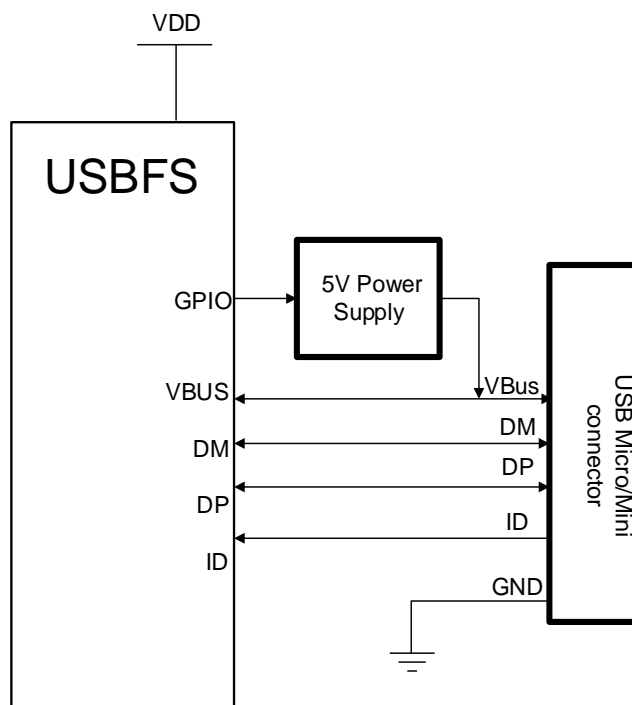 VDD
USBFS
GPIO
5V Power
Supply
VBUS
VBus
DM
DM
DP
DP
ID
ID
GND
USB Micro/Mini
connector